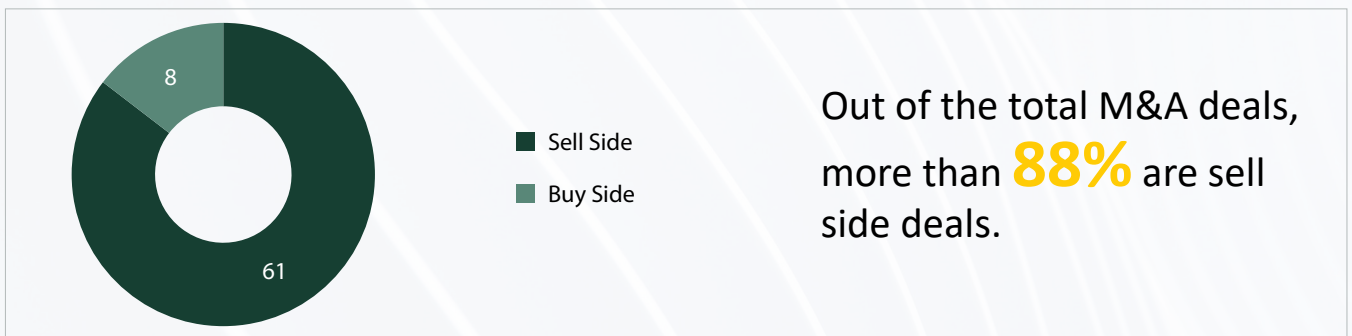 8
61
Sell Side
Buy Side
Out of the total M&A deals,
more than 88% are sell
side deals.